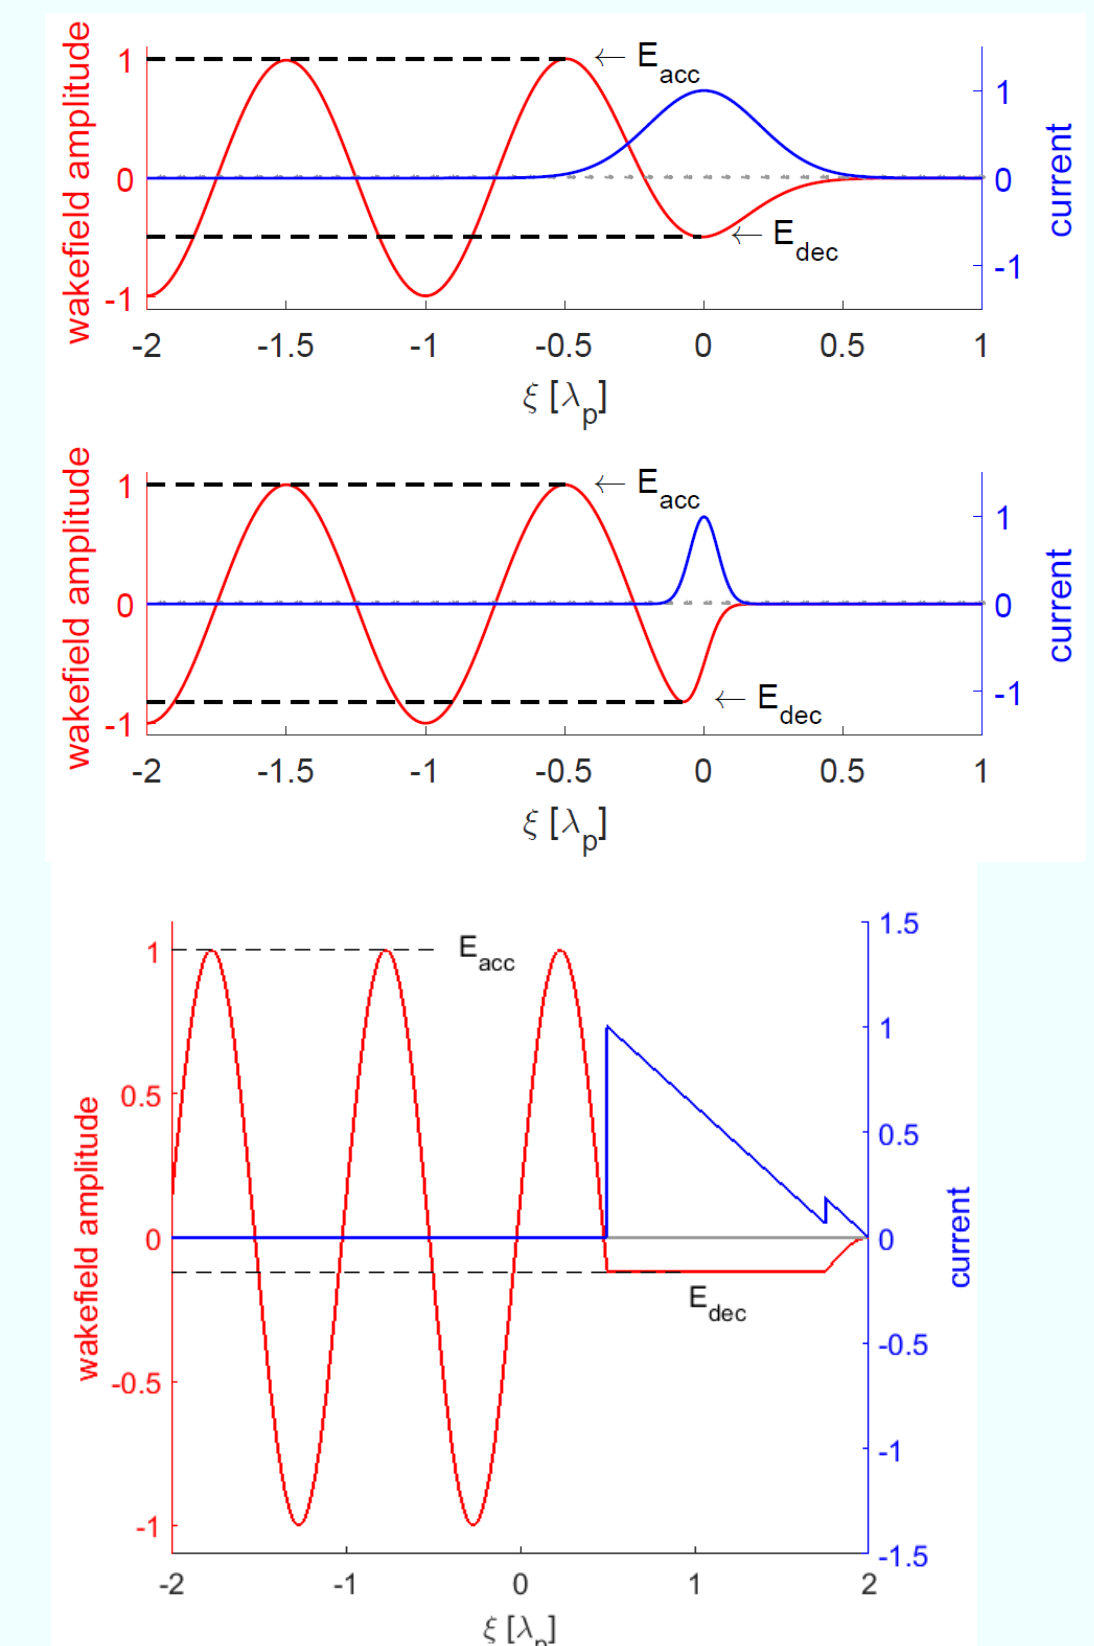 wakefield amplitude
1
0
-1
← E_acc
← E_dec
1
0
-1
current
-2 -1.5 -1 -0.5 0 0.5 1
ξ [λ_p]
wakefield amplitude
1
0
-1
← E_acc
← E_dec
1
0
-1
current
-2 -1.5 -1 -0.5 0 0.5 1
ξ [λ_p]
wakefield amplitude
1
0.5
0
-0.5
-1
E_acc
E_dec
1.5
1
0.5
0
-0.5
-1
-1.5
current
-2 -1 0 1 2
ξ [λ_p]